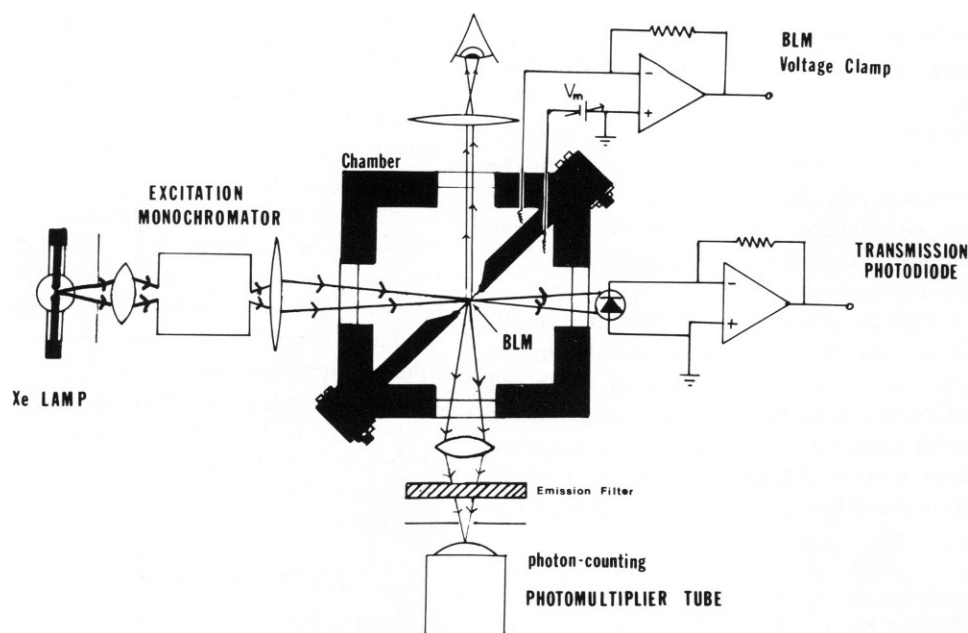 BLM
Voltage Clamp
Vm
-
+
Chamber
EXCITATION
MONOCHROMATOR
TRANSMISSION
PHOTODIODE
-
+
BLM
Xe LAMP
Emission Filter
photon-counting
PHOTOMULTIPLIER TUBE